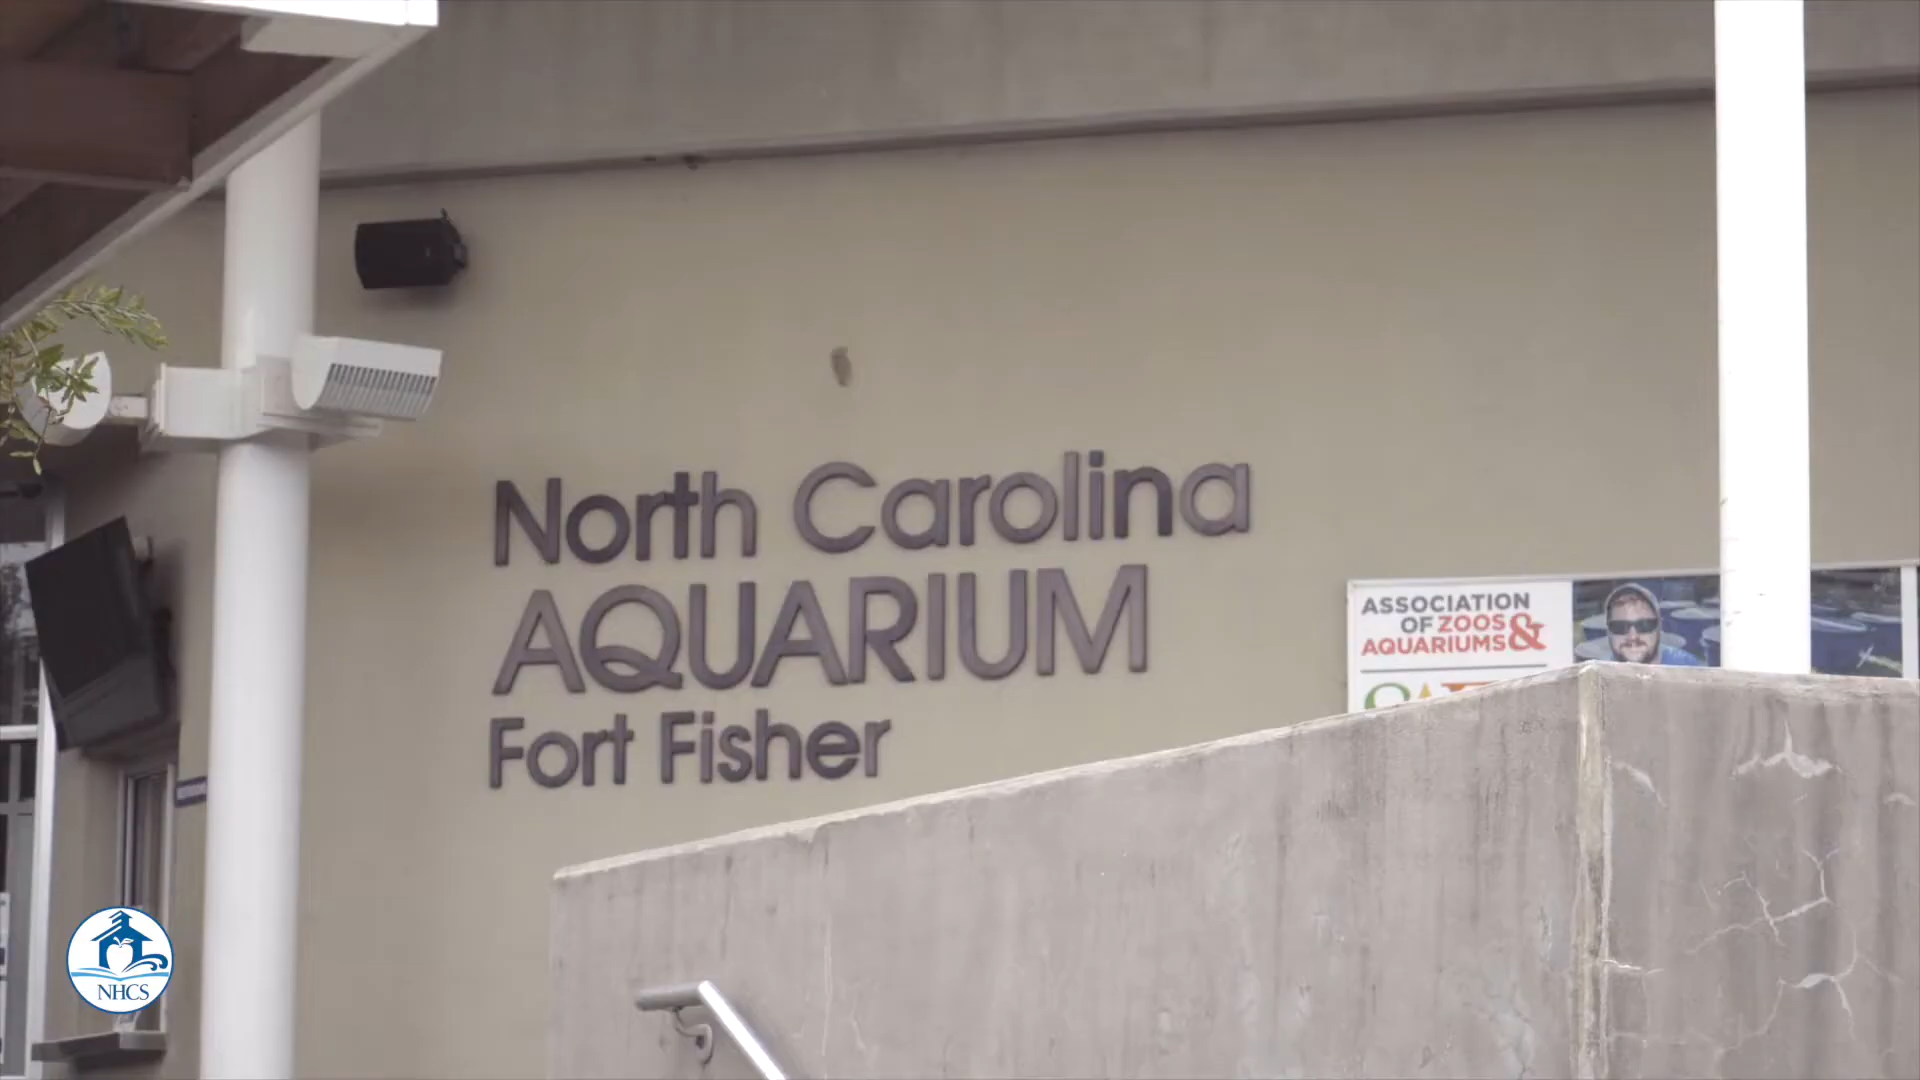 North Carolina
AQUARIUM
Fort Fisher
ASSOCIATION
OF ZOOS
AQUARIUMS &
NHCS